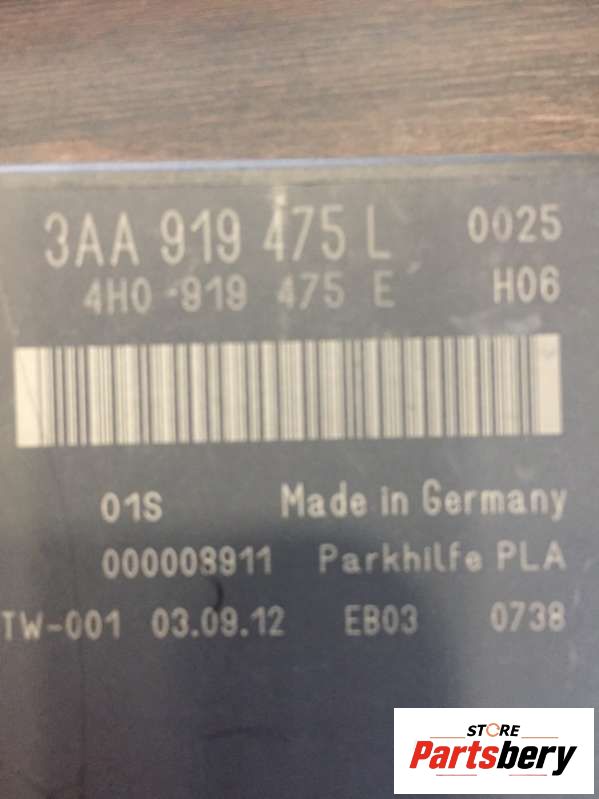 3AA 919 475 L 0025
4H0 919 475 E H06
01S Made in Germany
000008911 Parkhilfe PLA
TW-001 03.09.12 EB03 0738
STORE
Partsbery